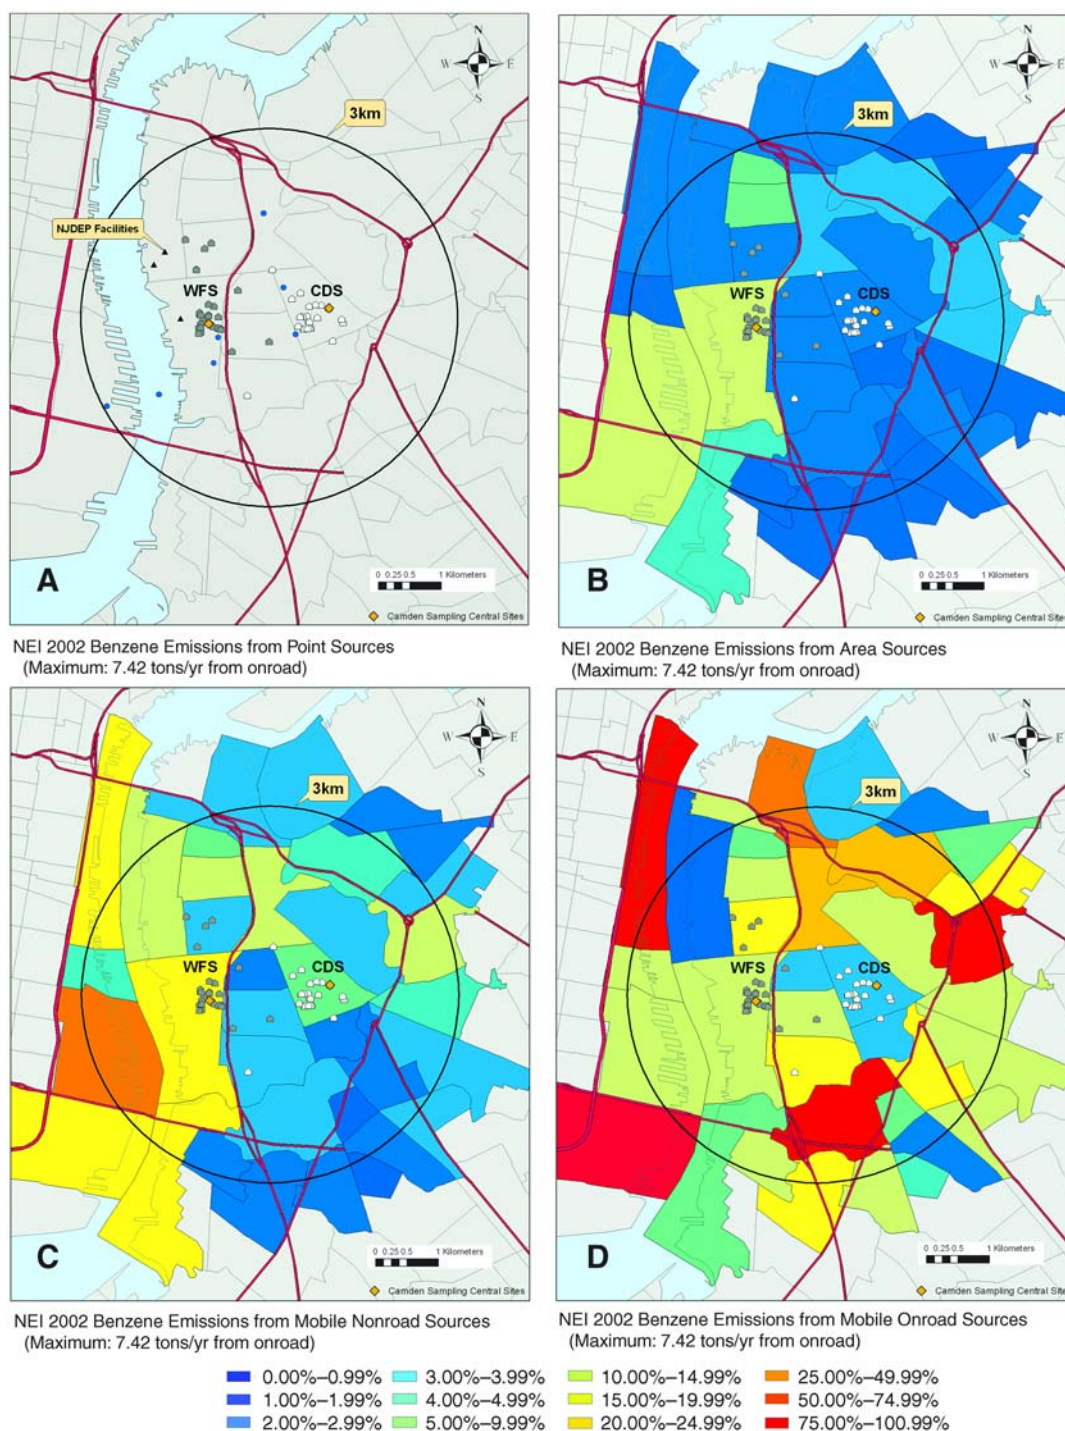 N
W E
S
3km
NJDEP Facilities
WFS
CDS
A
0 0.25 0.5 1 Kilometers
Camden Sampling Central Sites
NEI 2002 Benzene Emissions from Point Sources
(Maximum: 7.42 tons/yr from onroad)
N
W E
S
3km
WFS
CDS
B
0 0.25 0.5 1 Kilometers
Camden Sampling Central Sites
NEI 2002 Benzene Emissions from Area Sources
(Maximum: 7.42 tons/yr from onroad)
N
W E
S
3km
WFS
CDS
C
0 0.25 0.5 1 Kilometers
Camden Sampling Central Sites
NEI 2002 Benzene Emissions from Mobile Nonroad Sources
(Maximum: 7.42 tons/yr from onroad)
N
W E
S
3km
WFS
CDS
D
0 0.25 0.5 1 Kilometers
Camden Sampling Central Sites
NEI 2002 Benzene Emissions from Mobile Onroad Sources
(Maximum: 7.42 tons/yr from onroad)
0.00%–0.99% 3.00%–3.99% 10.00%–14.99% 25.00%–49.99%
1.00%–1.99% 4.00%–4.99% 15.00%–19.99% 50.00%–74.99%
2.00%–2.99% 5.00%–9.99% 20.00%–24.99% 75.00%–100.99%